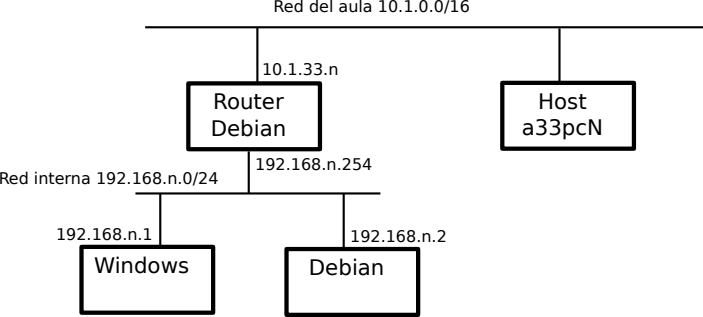 Red del aula 10.1.0.0/16
10.1.33.n
Router
Debian
Host
a33pcN
192.168.n.254
Red interna 192.168.n.0/24
192.168.n.1
192.168.n.2
Windows
Debian